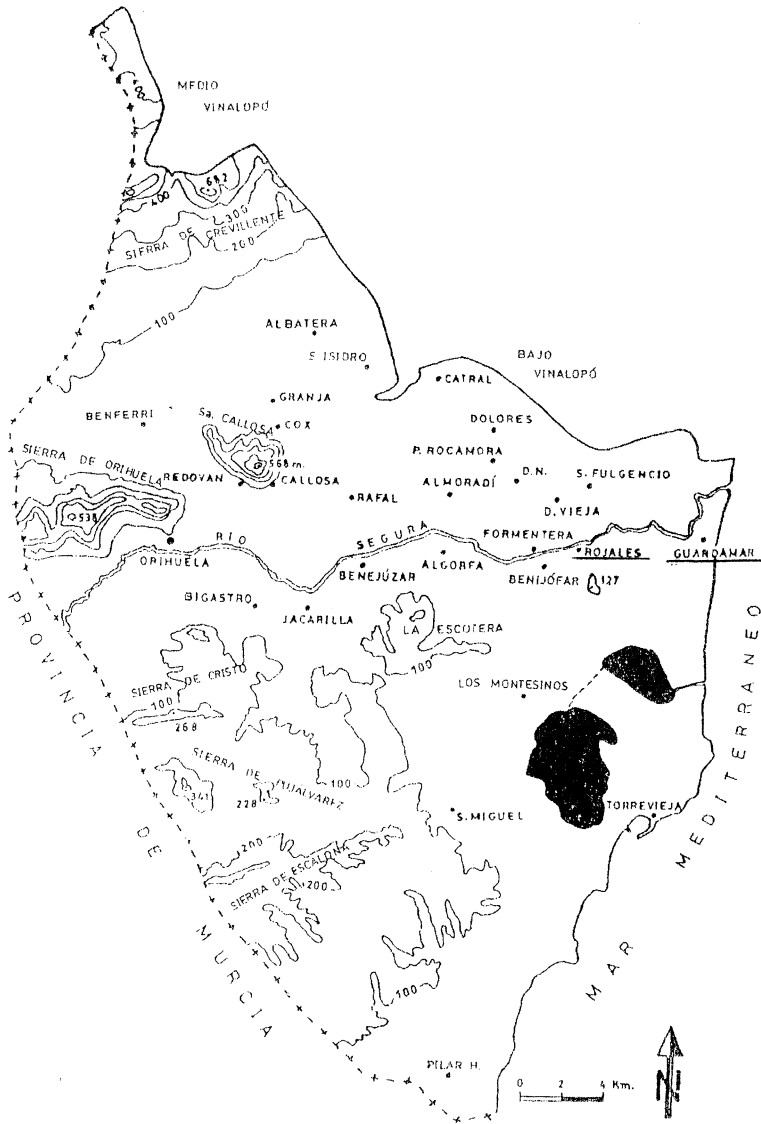 MEDIO
VINALOPÓ
400
642
300
SIERRA DE CREVILLENTE
200
100
ALBATERA
S. ISIDRO
BAJO
VINALOPÓ
CATRAL
GRANJA
BENFERRI
Sa. CALLOSA
COX
DOLORES
SIERRA DE ORIHUELA
568 m.
P. ROCAMORA
REDOVAN
CALLOSA
D.N.
S. FULGENCIO
ALMORADÍ
RAFAL
D. VIEJA
538
RÍO
SEGURA
FORMENTERA
ROJALES
GUARDAMAR
ORIHUELA
BENEJÚZAR
ALGORFA
BENIJÓFAR
127
BIGASTRO
JACARILLA
LA ESCOTERA
100
SIERRA DE CRISTO
100
268
LOS MONTESINOS
SIERRA DE PUJALVAREZ
100
341
228
S. MIGUEL
TORREVIEJA
200
SIERRA DE ESCALONA
200
100
PROVINCIA DE MURCIA
MAR MEDITERRANEO
PILAR H.
0 2 4 Km.
N